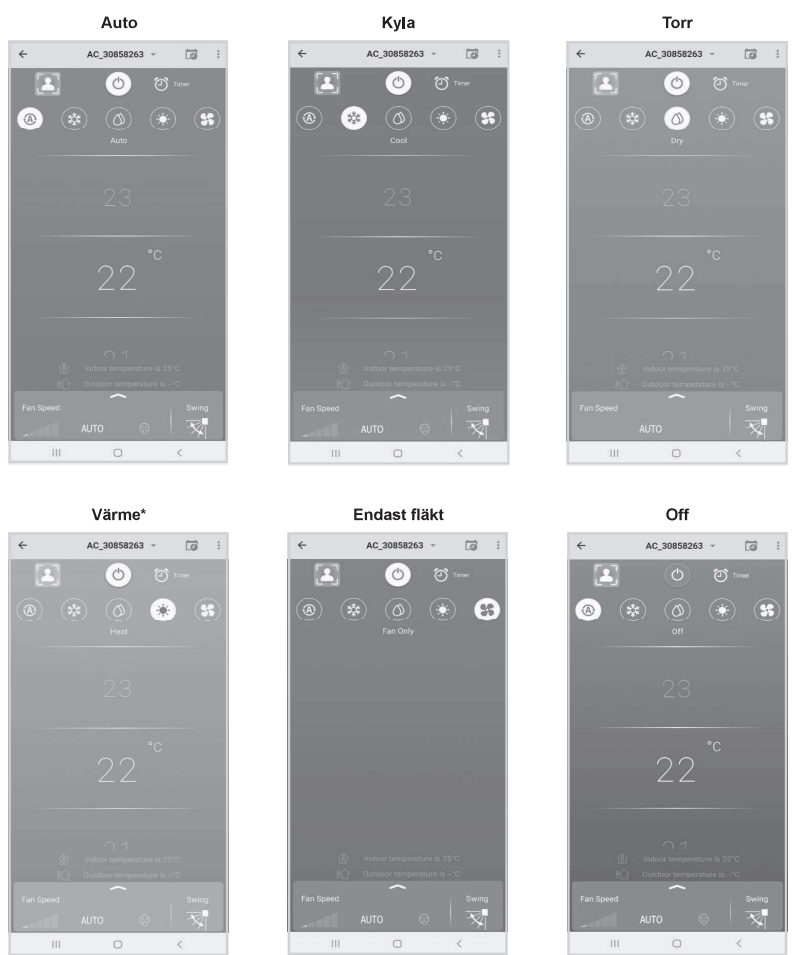 Auto
AC_30858263
Timer
A
Auto
23
22 °C
21
Indoor temperature is 25°C
Outdoor temperature is --°C
Fan Speed
Swing
AUTO
Kyla
AC_30858263
Timer
A
Cool
23
22 °C
21
Indoor temperature is 25°C
Outdoor temperature is --°C
Fan Speed
Swing
AUTO
Torr
AC_30858263
Timer
A
Dry
23
22 °C
21
Indoor temperature is 25°C
Outdoor temperature is --°C
Fan Speed
Swing
AUTO
Värme*
AC_30858263
Timer
A
Heat
23
22 °C
21
Indoor temperature is 25°C
Outdoor temperature is --°C
Fan Speed
Swing
AUTO
Endast fläkt
AC_30858263
Timer
A
Fan Only
Indoor temperature is 25°C
Outdoor temperature is --°C
Fan Speed
Swing
AUTO
Off
AC_30858263
Timer
A
Off
23
22 °C
21
Indoor temperature is 25°C
Outdoor temperature is --°C
Fan Speed
Swing
AUTO